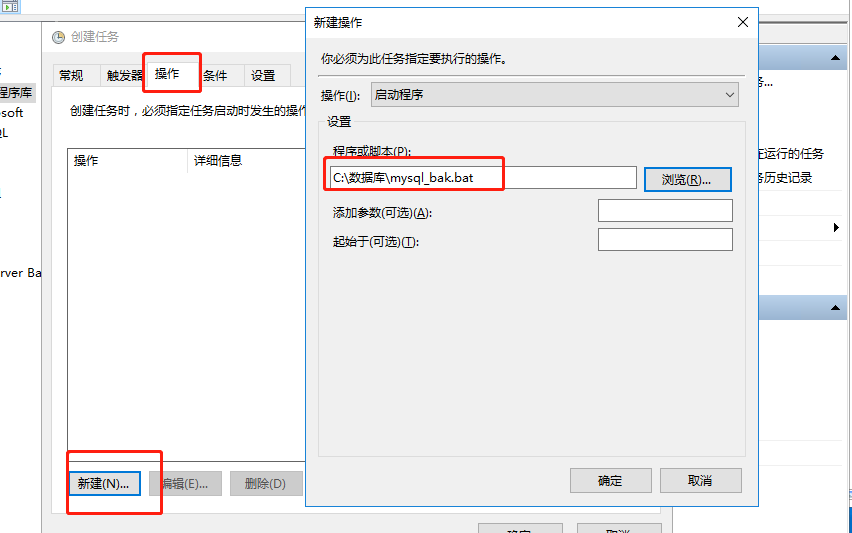 创建任务
常规
触发器
操作
条件
设置
程序库
soft
QL
rver Ba
创建任务时，必须指定任务启动时发生的操作
操作
详细信息
新建(N)...
编辑(E)...
删除(D)
新建操作
你必须为此任务指定要执行的操作。
操作(I):
启动程序
设置
程序或脚本(P):
C:\数据库\mysql_bak.bat
浏览(R)...
添加参数(可选)(A):
起始于(可选)(T):
确定
取消
在运行的任务
务历史记录
确定
取消